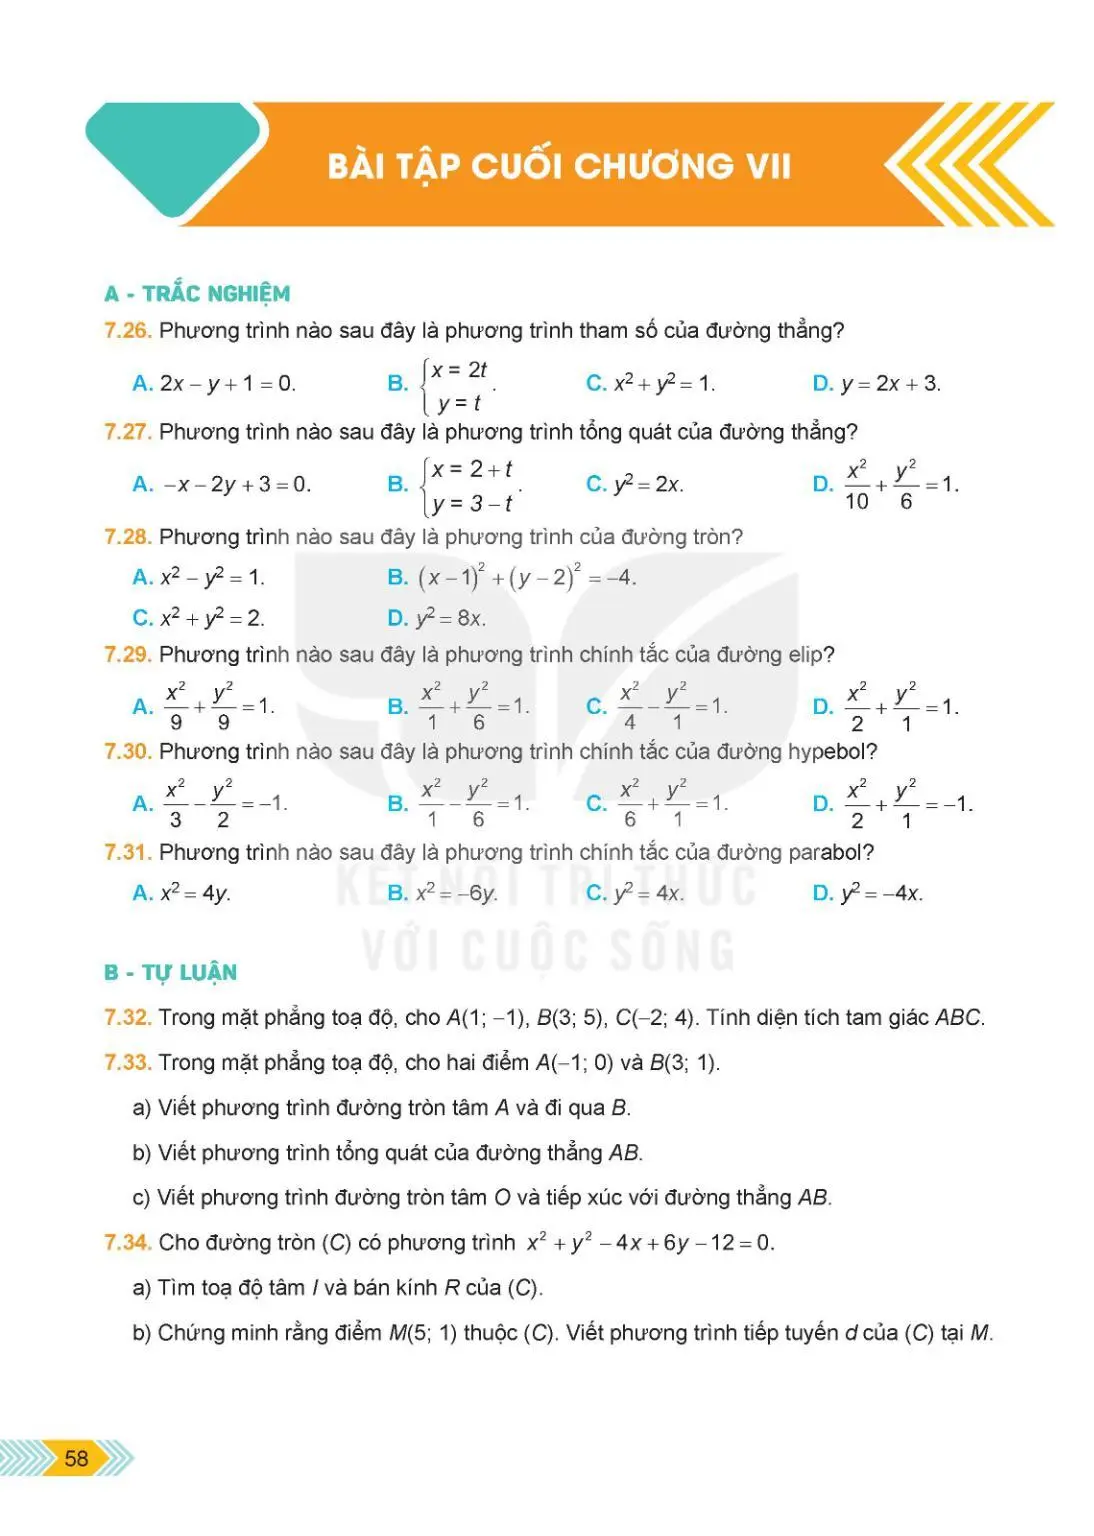 BÀI TẬP CUỐI CHƯƠNG VII
A - TRẮC NGHIỆM
7.26. Phương trình nào sau đây là phương trình tham số của đường thẳng?
A. 2x – y + 1 = 0. B. {x = 2t y = t. C. x² + y² = 1. D. y = 2x + 3.
7.27. Phương trình nào sau đây là phương trình tổng quát của đường thẳng?
A. –x – 2y + 3 = 0. B. {x = 2 + t y = 3 – t. C. y² = 2x. D. x²/10 + y²/6 = 1.
7.28. Phương trình nào sau đây là phương trình của đường tròn?
A. x² – y² = 1. B. (x – 1)² + (y – 2)² = –4.
C. x² + y² = 2. D. y² = 8x.
7.29. Phương trình nào sau đây là phương trình chính tắc của đường elip?
A. x²/9 + y²/9 = 1. B. x²/1 + y²/6 = 1. C. x²/4 – y²/1 = 1. D. x²/2 + y²/1 = 1.
7.30. Phương trình nào sau đây là phương trình chính tắc của đường hypebol?
A. x²/3 – y²/2 = –1. B. x²/1 – y²/6 = 1. C. x²/6 + y²/1 = 1. D. x²/2 + y²/1 = –1.
7.31. Phương trình nào sau đây là phương trình chính tắc của đường parabol?
A. x² = 4y. B. x² = –6y. C. y² = 4x. D. y² = –4x.
KẾT NỐI TRI THỨC
VỚI CUỘC SỐNG
B - TỰ LUẬN
7.32. Trong mặt phẳng toạ độ, cho A(1; –1), B(3; 5), C(–2; 4). Tính diện tích tam giác ABC.
7.33. Trong mặt phẳng toạ độ, cho hai điểm A(–1; 0) và B(3; 1).
a) Viết phương trình đường tròn tâm A và đi qua B.
b) Viết phương trình tổng quát của đường thẳng AB.
c) Viết phương trình đường tròn tâm O và tiếp xúc với đường thẳng AB.
7.34. Cho đường tròn (C) có phương trình x² + y² – 4x + 6y – 12 = 0.
a) Tìm toạ độ tâm I và bán kính R của (C).
b) Chứng minh rằng điểm M(5; 1) thuộc (C). Viết phương trình tiếp tuyến d của (C) tại M.
58